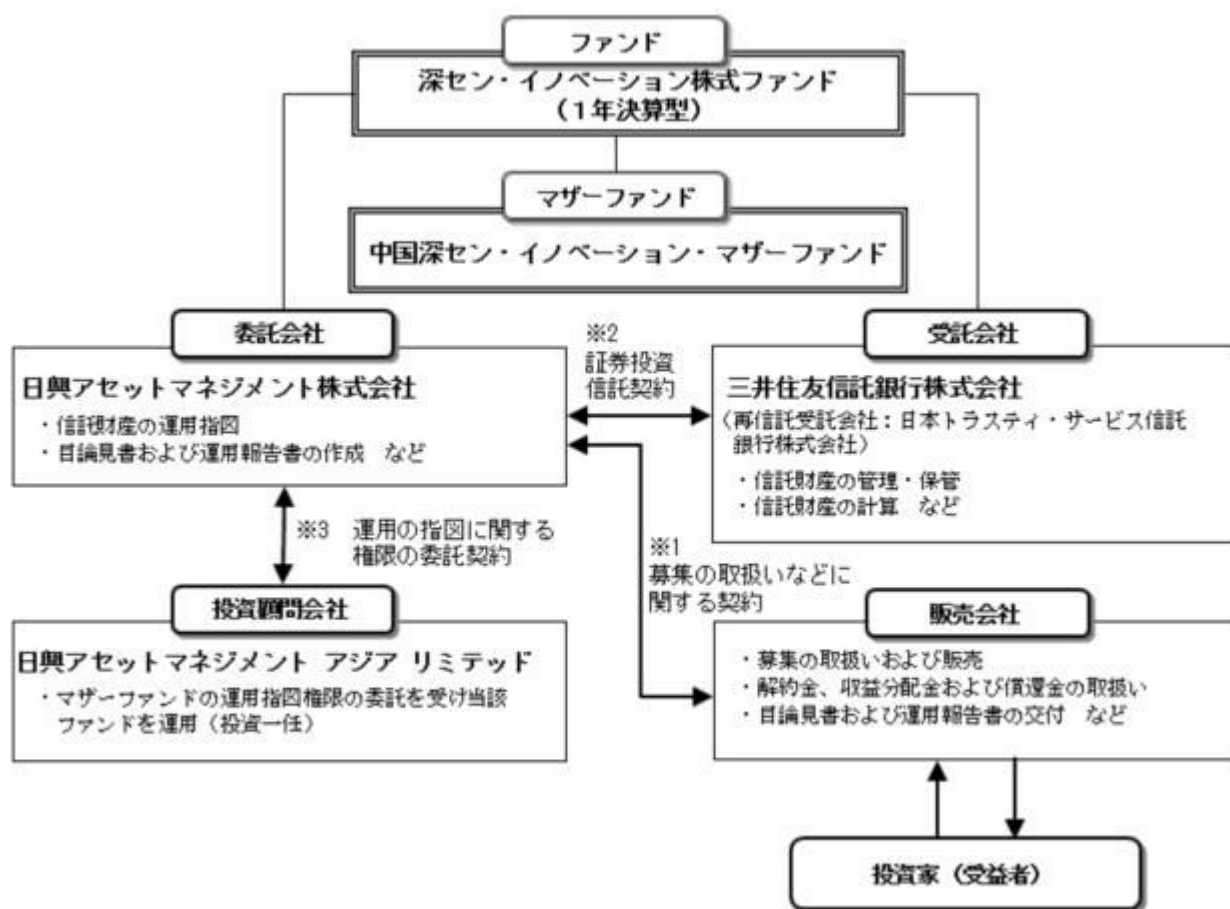 ファンド
深セン・イノベーション株式ファンド
(1年決算型)
マザーファンド
中国深セン・イノベーション・マザーファンド
委託会社
日興アセットマネジメント株式会社
・信託財産の運用指図
・目論見書および運用報告書の作成 など
※2
証券投資
信託契約
受託会社
三井住友信託銀行株式会社
(再信託受託会社:日本トラスティ・サービス信託
銀行株式会社)
・信託財産の管理・保管
・信託財産の計算 など
※3 運用の指図に関する
権限の委託契約
※1
募集の取扱いなどに
関する契約
投資顧問会社
日興アセットマネジメント アジア リミテッド
・マザーファンドの運用指図権限の委託を受け当該
ファンドを運用(投資一任)
販売会社
・募集の取扱いおよび販売
・解約金、収益分配金および償還金の取扱い
・目論見書および運用報告書の交付 など
投資家(受益者)